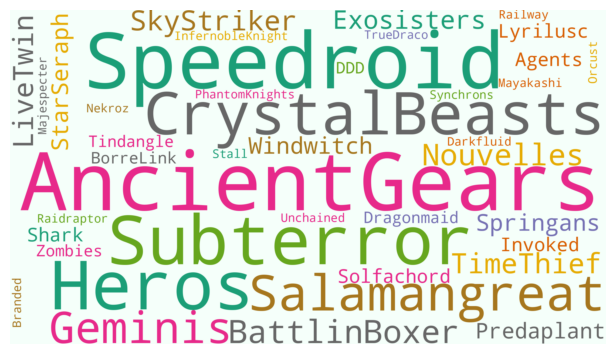 SkyStriker
Exosisters
Railway
Lyrilusc
InfernobleKnight
TrueDraco
Speedroid
DDD
Agents
Orcust
LiveTwin
Majespecter
StarSeraph
Mayakashi
PhantomKnights
Synchrons
Nekroz
CrystalBeasts
Tindangle
Windwitch
Darkfluid
BorreLink
Stall
Nouvelles
AncientGears
Raidraptor
Unchained
Dragonmaid
Springans
Shark
Subterror
Invoked
Zombies
TimeThief
Solfachord
Heros
Salamangreat
Branded
Geminis
BattlinBoxer
Predaplant